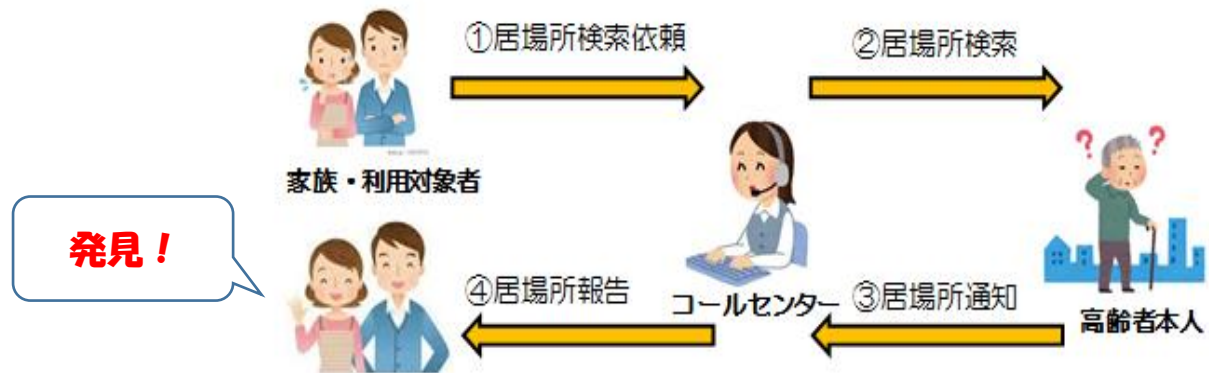 ①居場所検索依頼
②居場所検索
家族・利用対象者
発見！
④居場所報告
コールセンター
③居場所通知
高齢者本人